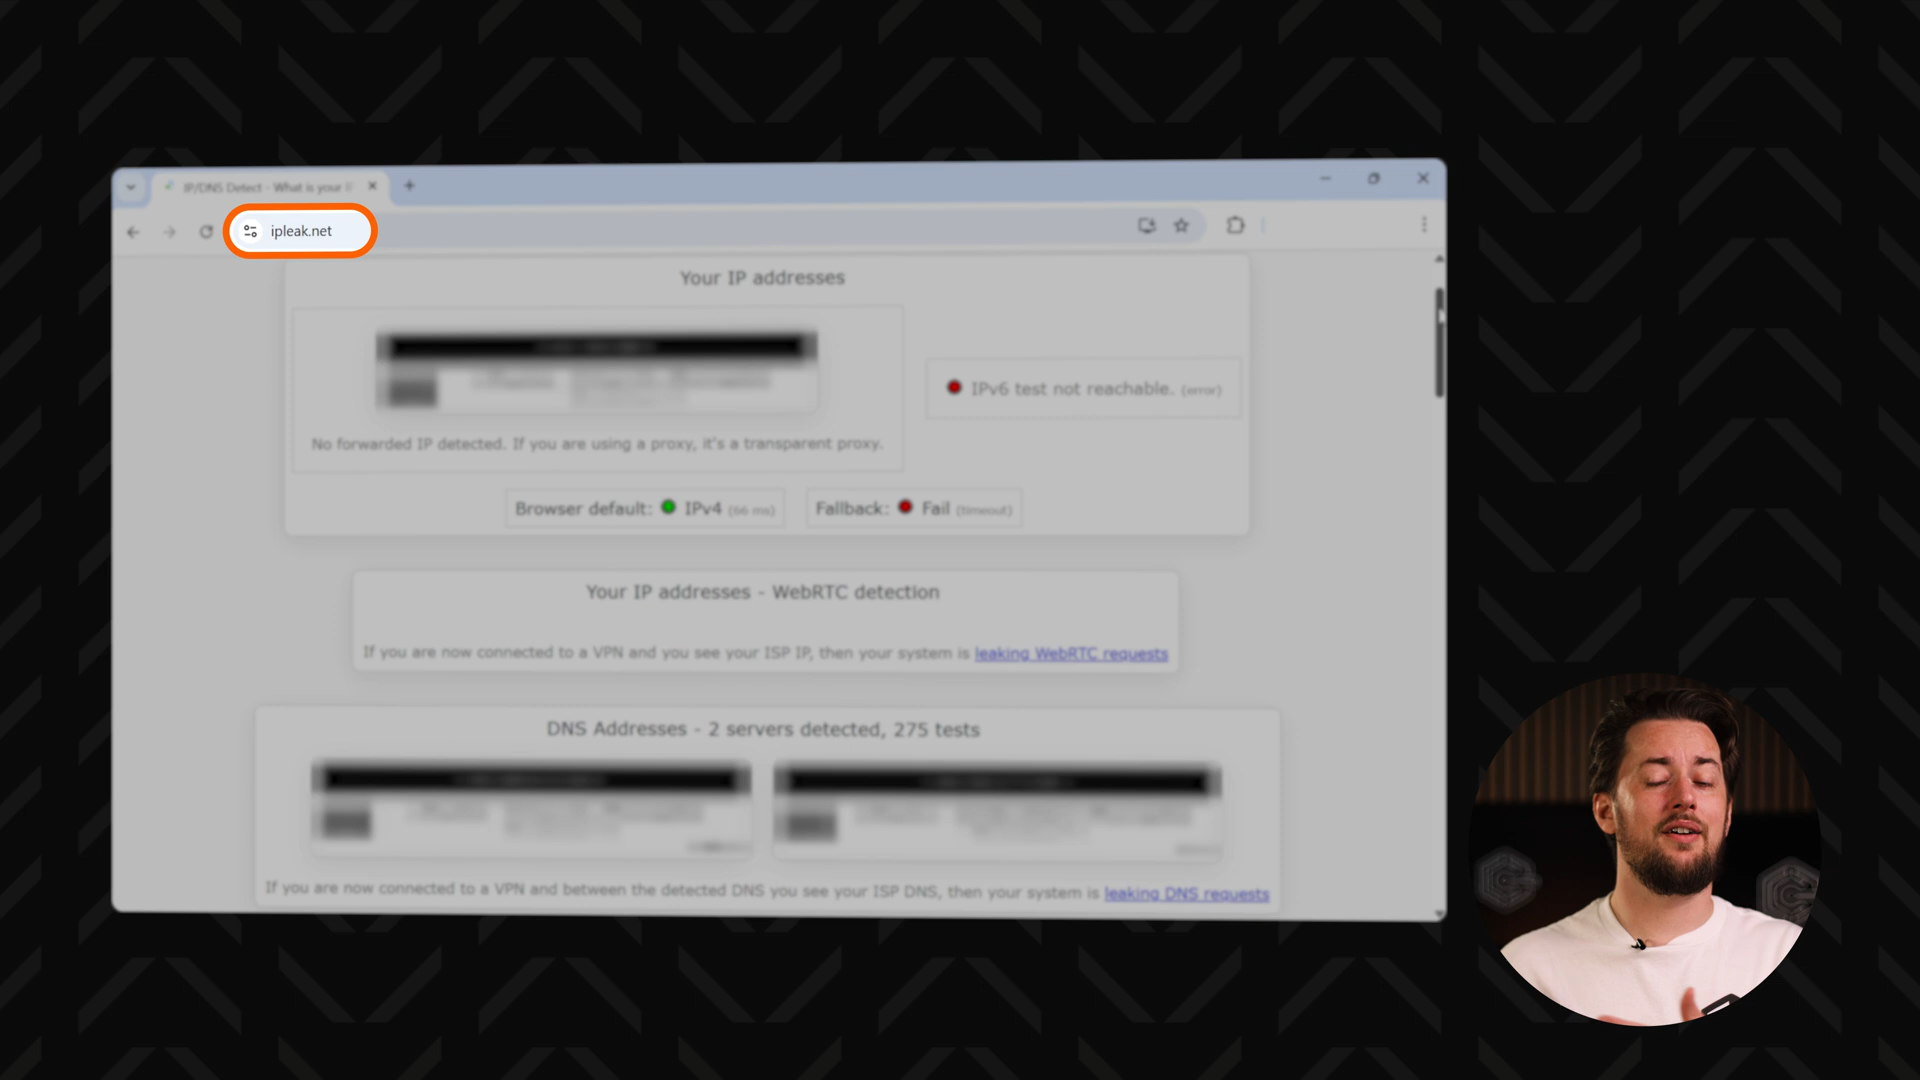 IP/DNS Detect - What is your I
ipleak.net
Your IP addresses
IPv6 test not reachable. (error)
No forwarded IP detected. If you are using a proxy, it's a transparent proxy.
Browser default: IPv4 (66 ms)
Fallback: Fail (timeout)
Your IP addresses - WebRTC detection
If you are now connected to a VPN and you see your ISP IP, then your system is leaking WebRTC requests
DNS Addresses - 2 servers detected, 275 tests
If you are now connected to a VPN and between the detected DNS you see your ISP DNS, then your system is leaking DNS requests